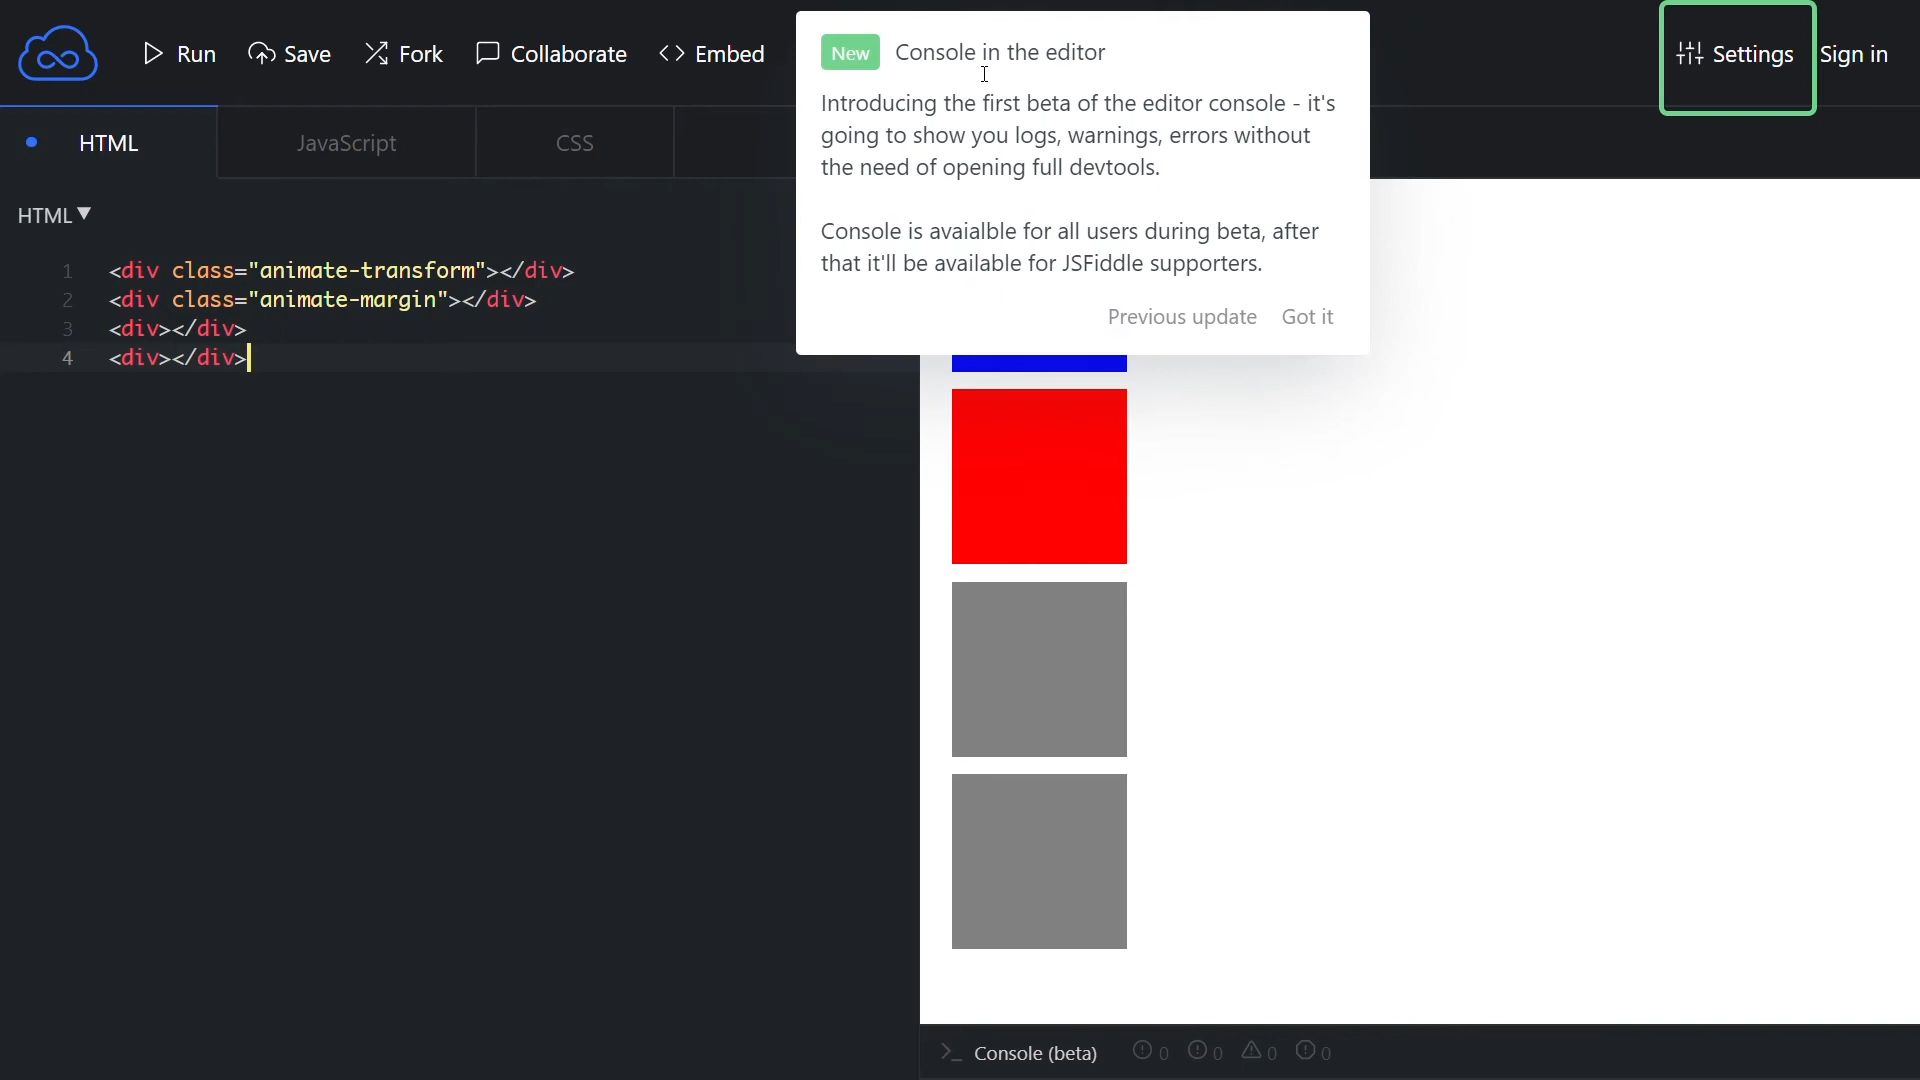 Run Save Fork Collaborate Embed
Settings Sign in
HTML JavaScript CSS
HTML ▼
1 <div class="animate-transform"></div>
2 <div class="animate-margin"></div>
3 <div></div>
4 <div></div>
New Console in the editor
Introducing the first beta of the editor console - it's
going to show you logs, warnings, errors without
the need of opening full devtools.
Console is avaialble for all users during beta, after
that it'll be available for JSFiddle supporters.
Previous update Got it
>_ Console (beta) 0 0 0 0